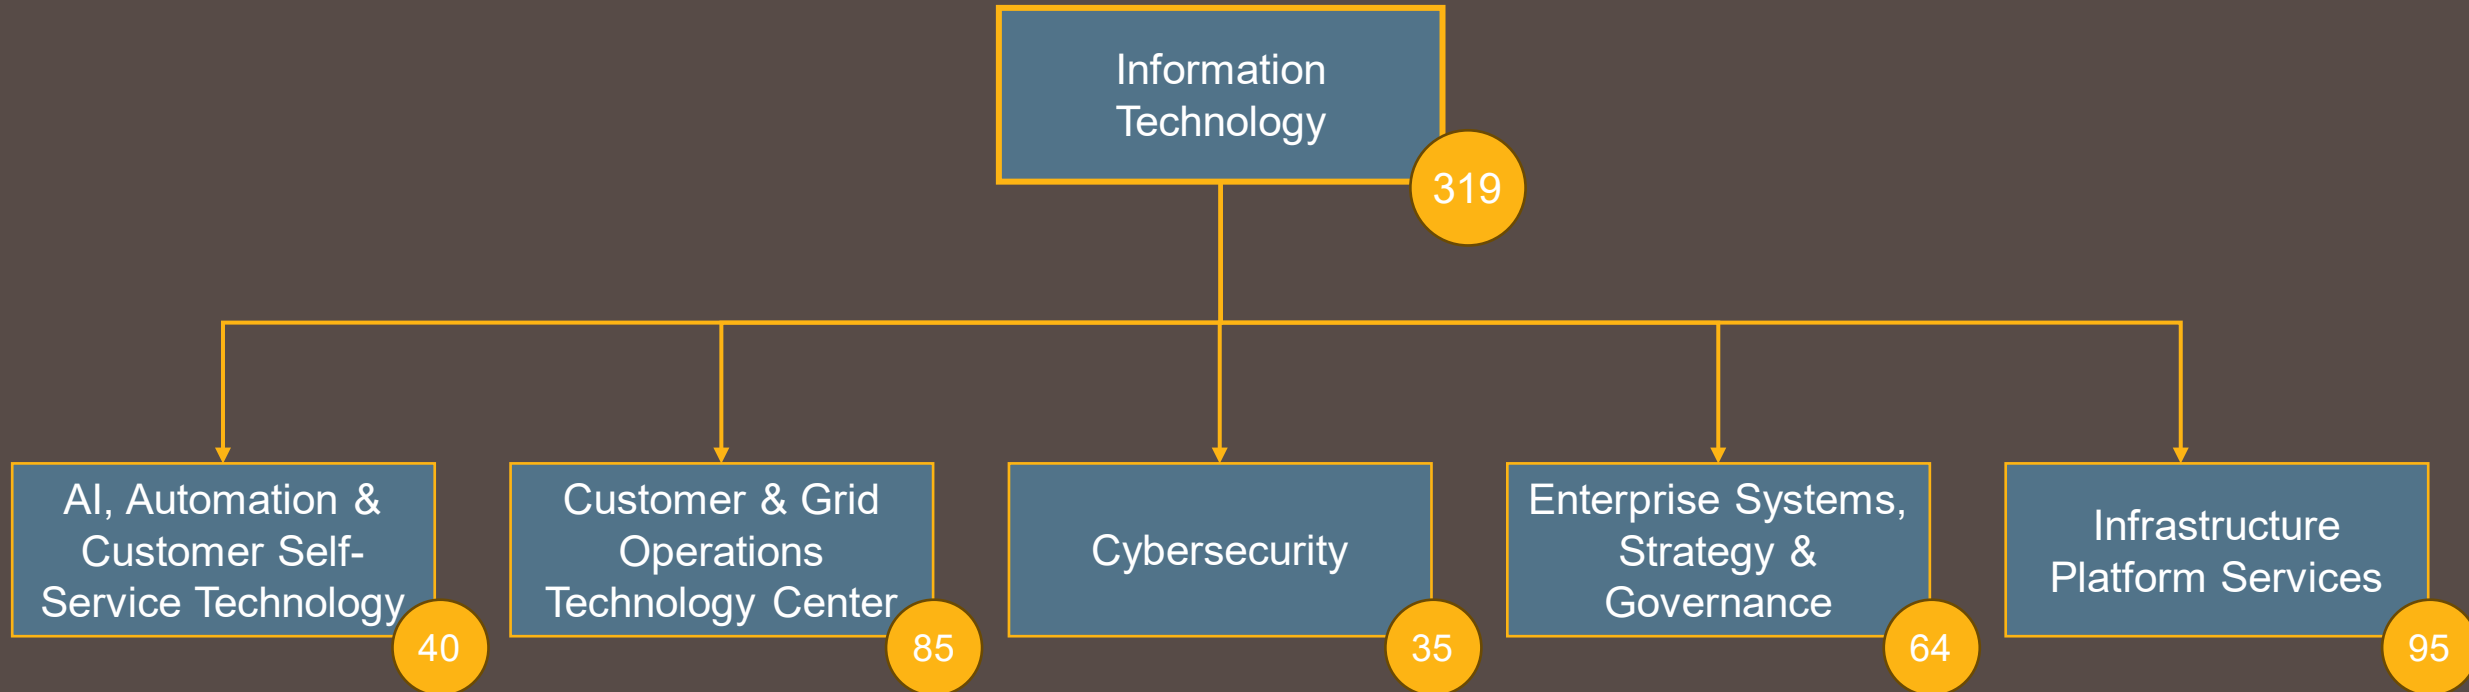 Information
Technology
319
AI, Automation &
Customer Self-
Service Technology
40
Customer & Grid
Operations
Technology Center
85
Cybersecurity
35
Enterprise Systems,
Strategy &
Governance
64
Infrastructure
Platform Services
95